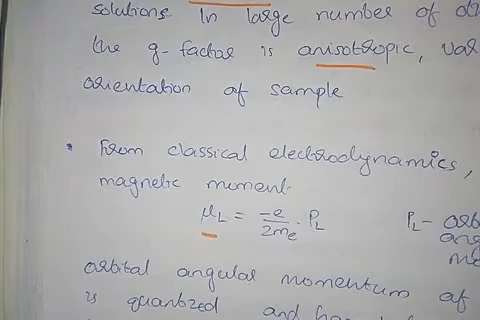 solutions. In large number of
the g-factor is anisotropic,
orientation of sample
• From classical electrodynamics,
magnetic moment.
μL = -e/2me . PL PL -
orbital angular momentum of
is quantized and